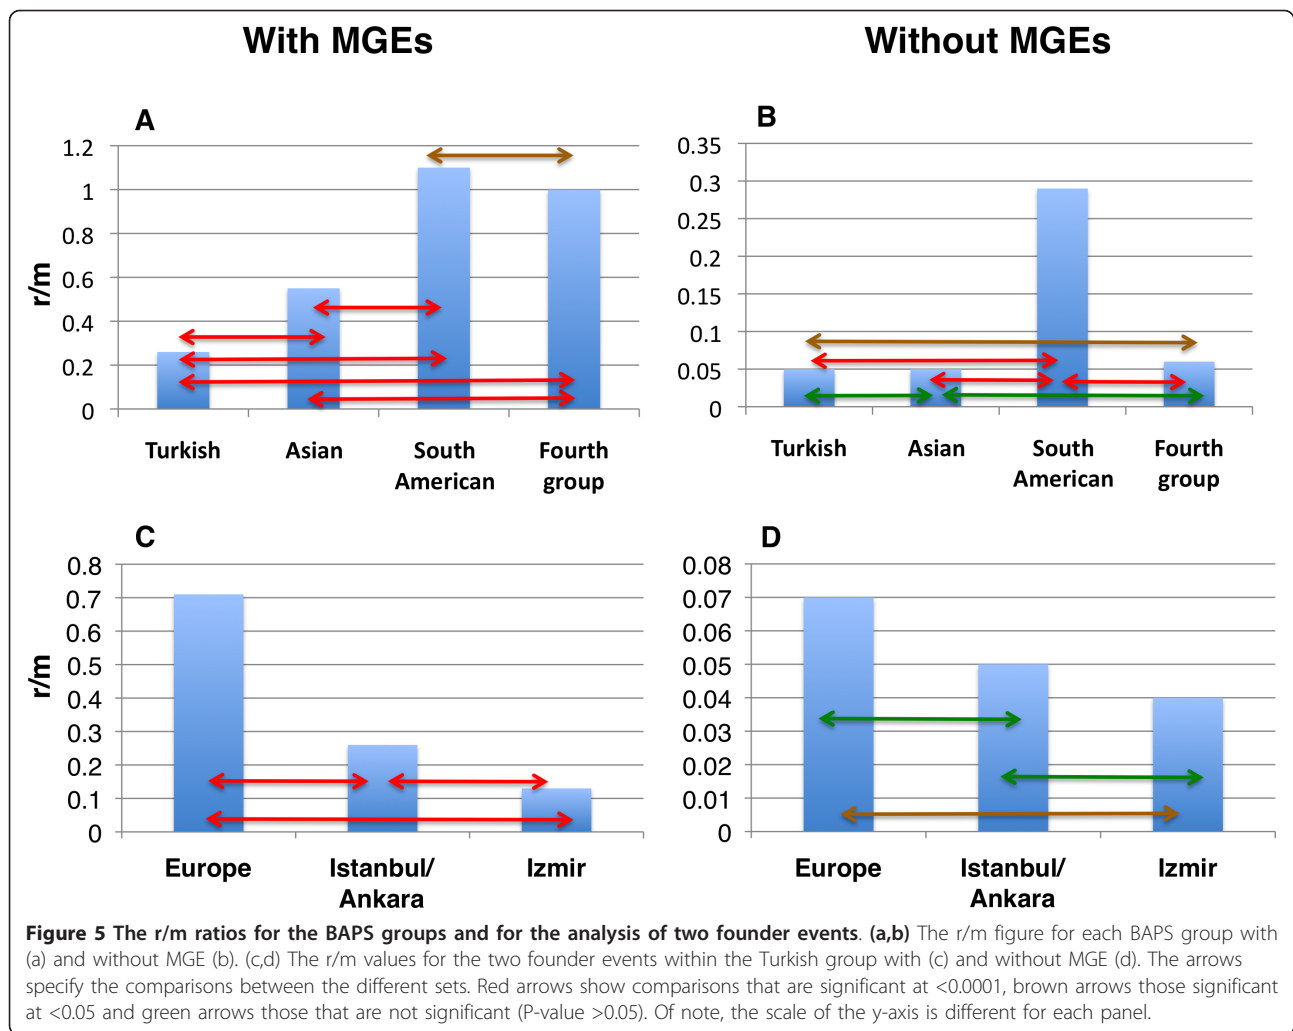 With MGEs
Without MGEs
A
1.2
1
0.8
0.6
0.4
0.2
0
r/m
Turkish
Asian
South
American
Fourth
group
B
0.35
0.3
0.25
0.2
0.15
0.1
0.05
0
Turkish
Asian
South
American
Fourth
group
C
0.8
0.7
0.6
0.5
0.4
0.3
0.2
0.1
0
r/m
Europe
Istanbul/
Ankara
Izmir
D
0.08
0.07
0.06
0.05
0.04
0.03
0.02
0.01
0
Europe
Istanbul/
Ankara
Izmir
Figure 5 The r/m ratios for the BAPS groups and for the analysis of two founder events. (a,b) The r/m figure for each BAPS group with
(a) and without MGE (b). (c,d) The r/m values for the two founder events within the Turkish group with (c) and without MGE (d). The arrows
specify the comparisons between the different sets. Red arrows show comparisons that are significant at <0.0001, brown arrows those significant
at <0.05 and green arrows those that are not significant (P-value >0.05). Of note, the scale of the y-axis is different for each panel.